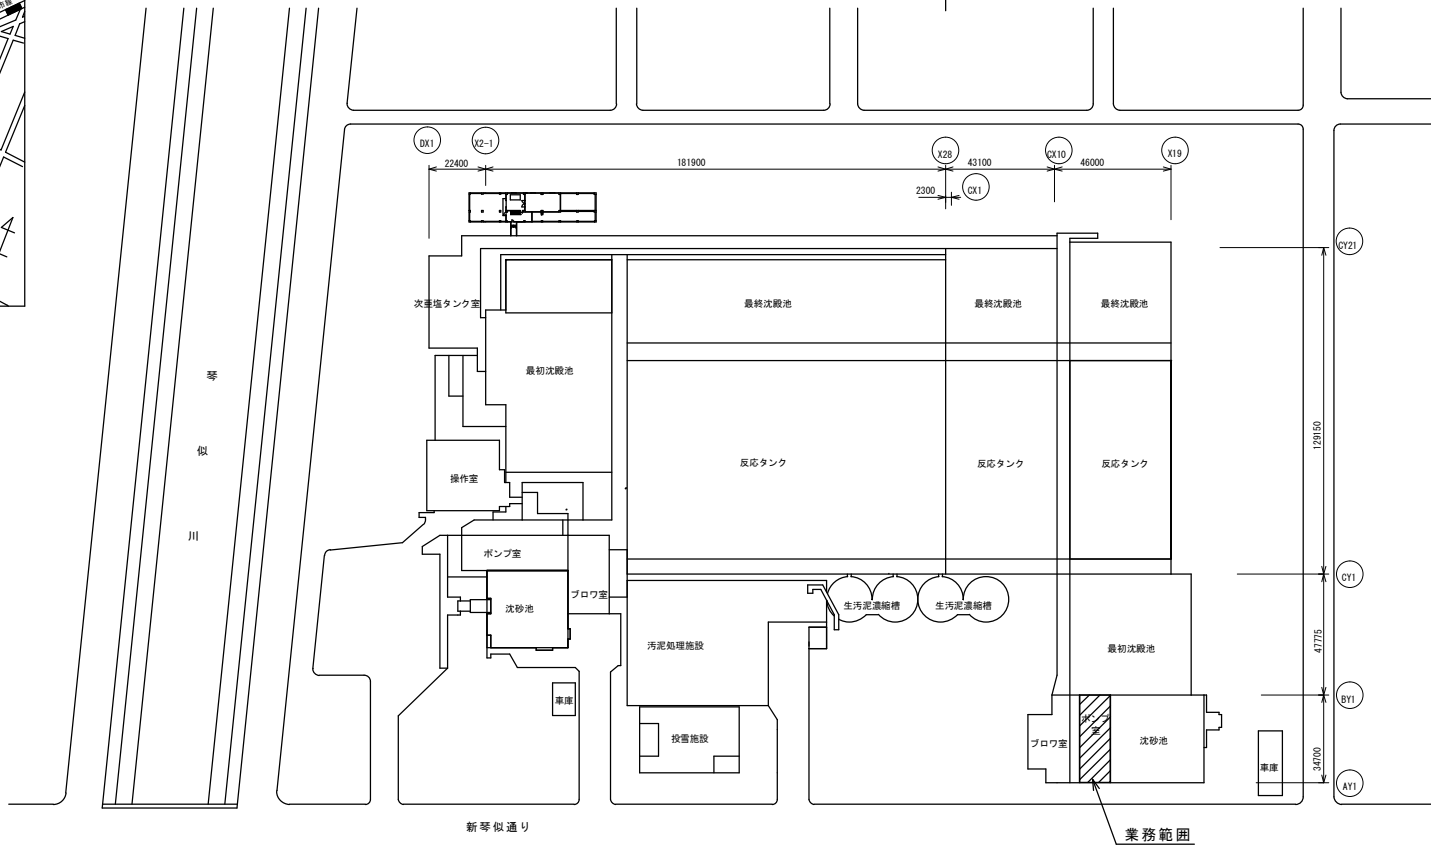 DX1
X2-1
X28
CX10
X19
22400
181900
43100
46000
2300
CX1
CY21
次亜塩タンク室
最終沈殿池
最終沈殿池
最終沈殿池
最初沈殿池
琴
似
川
129150
操作室
反応タンク
反応タンク
反応タンク
ポンプ室
ブロワ室
沈砂池
生汚泥濃縮槽
生汚泥濃縮槽
CY1
汚泥処理施設
最初沈殿池
47775
車庫
BY1
投雪施設
ブロワ室
ポンプ
室
沈砂池
34700
車庫
AY1
新琴似通り
業務範囲